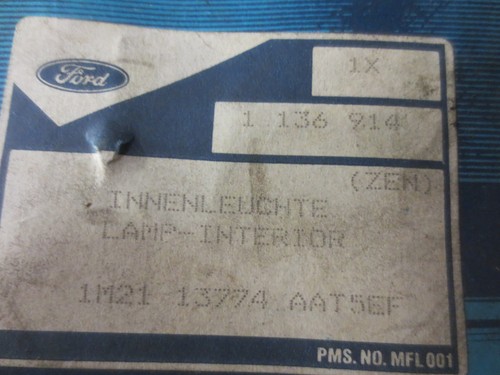 Ford
1X
1 136 914
(ZEN)
INNENLEUCHTE
LAMP-INTERIOR
1M21 13774 AAT5EF
PMS. NO. MFL 001